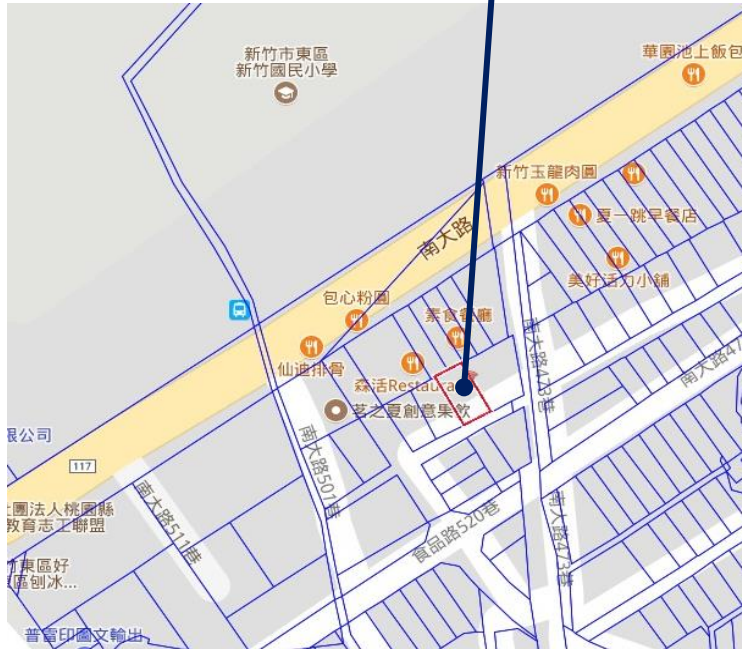 新竹市東區
新竹國民小學
華園池上飯包
新竹玉龍肉圓
夏一跳早餐店
美好活力小舖
南大路
包心粉圓
素食餐廳
仙迪排骨
森活Restaura
茗之夏創意果飲
南大路473巷
南大路47
限公司
117
南大路501巷
南大路511巷
食品路520巷
南大路473巷
團法人桃園縣
教育志工聯盟
竹東區好
東區刨冰...
普雷印圖文輸出